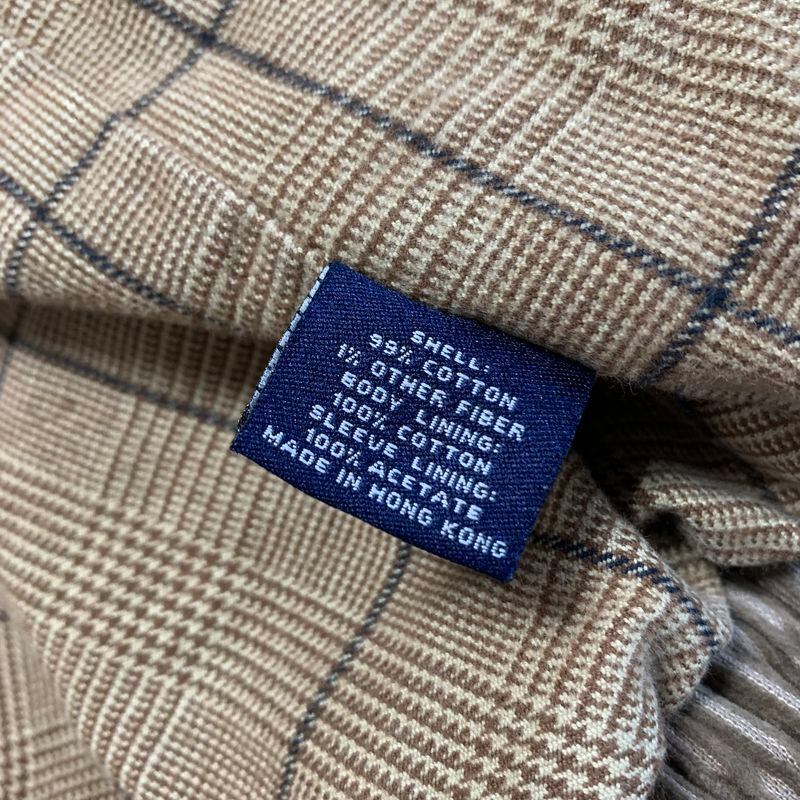 SHELL:
99% COTTON
1% OTHER FIBER
BODY LINING:
100% COTTON
SLEEVE LINING:
100% ACETATE
MADE IN HONG KONG